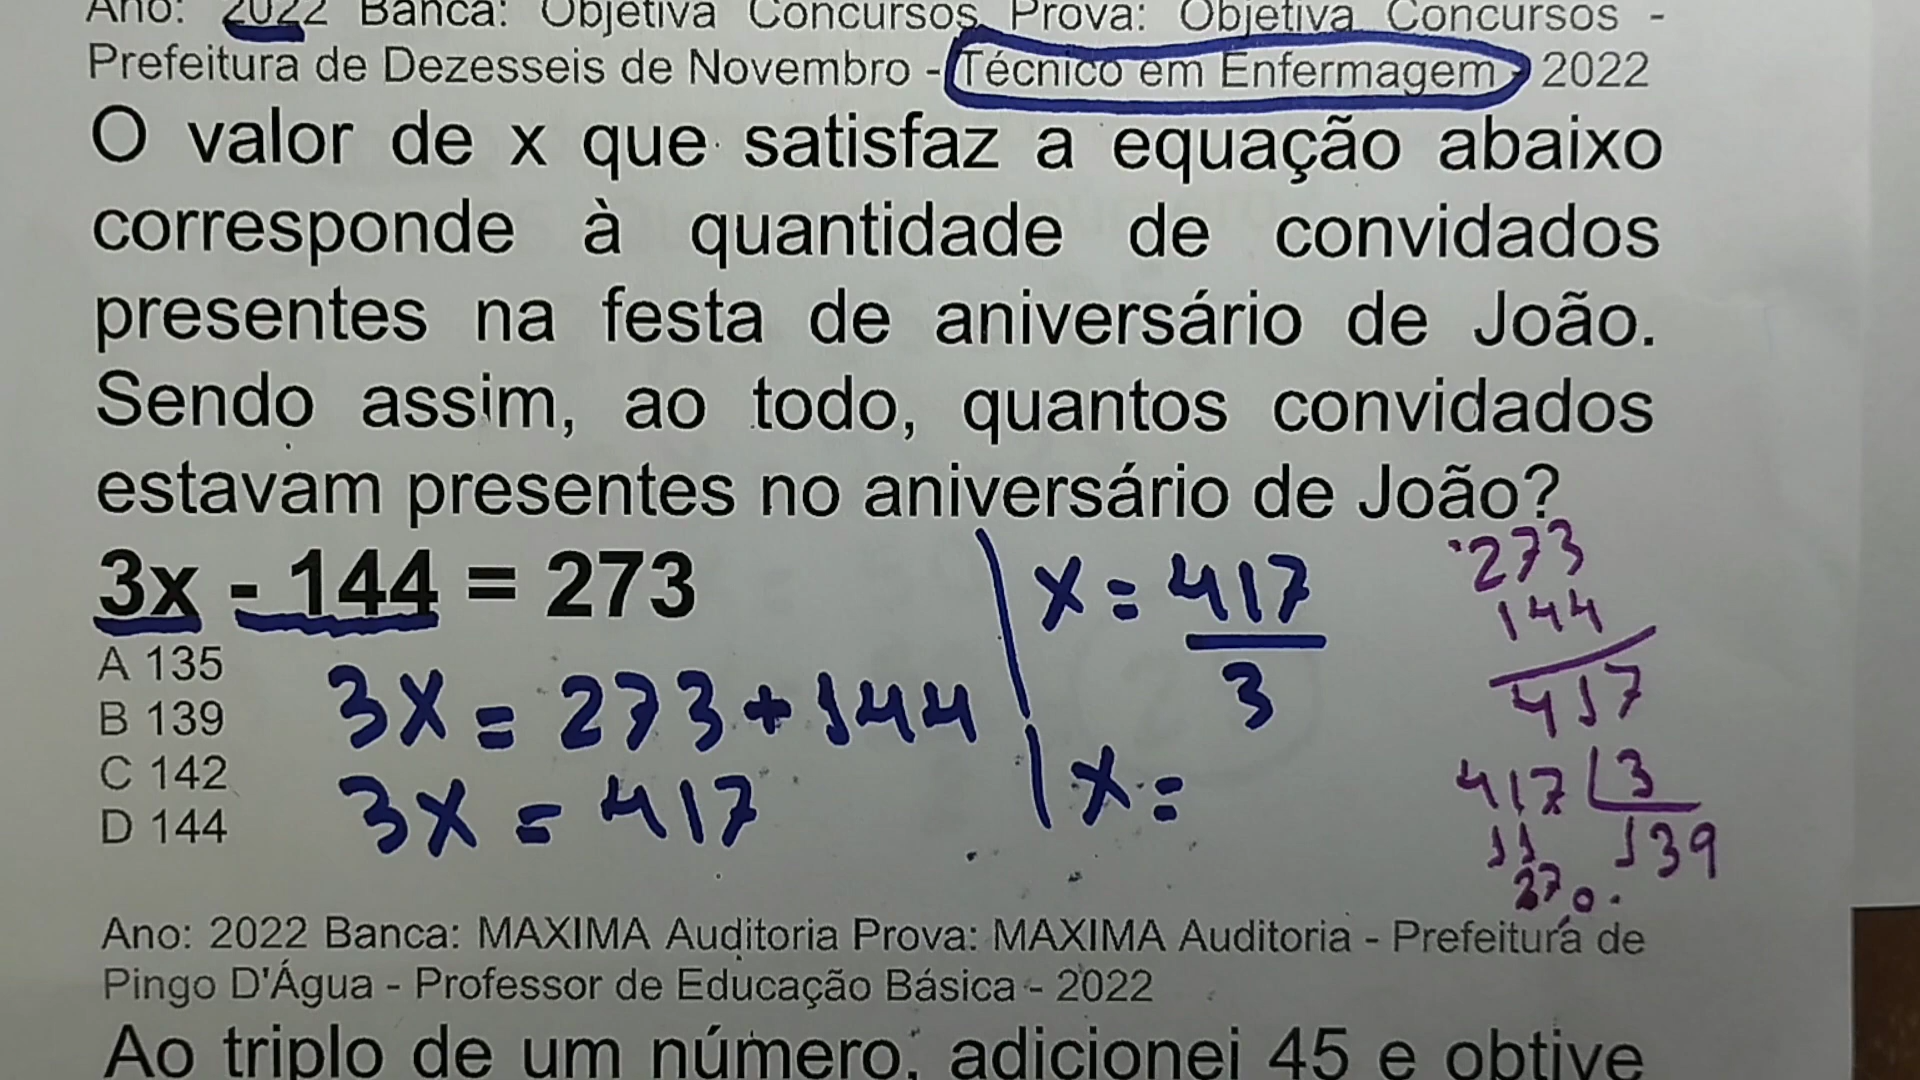 Ano: 2022 Banca: Objetiva Concursos Prova: Objetiva Concursos -
Prefeitura de Dezesseis de Novembro - Técnico em Enfermagem - 2022
O valor de x que satisfaz a equação abaixo
corresponde à quantidade de convidados
presentes na festa de aniversário de João.
Sendo assim, ao todo, quantos convidados
estavam presentes no aniversário de João?
3x - 144 = 273
A 135
B 139
C 142
D 144
3x = 273 + 144
3x = 417
x = 417
3
x =
273
144
417
417 3
11 139
27
0
Ano: 2022 Banca: MAXIMA Auditoria Prova: MAXIMA Auditoria - Prefeitura de
Pingo D'Água - Professor de Educação Básica - 2022
Ao triplo de um número, adicionei 45 e obtive